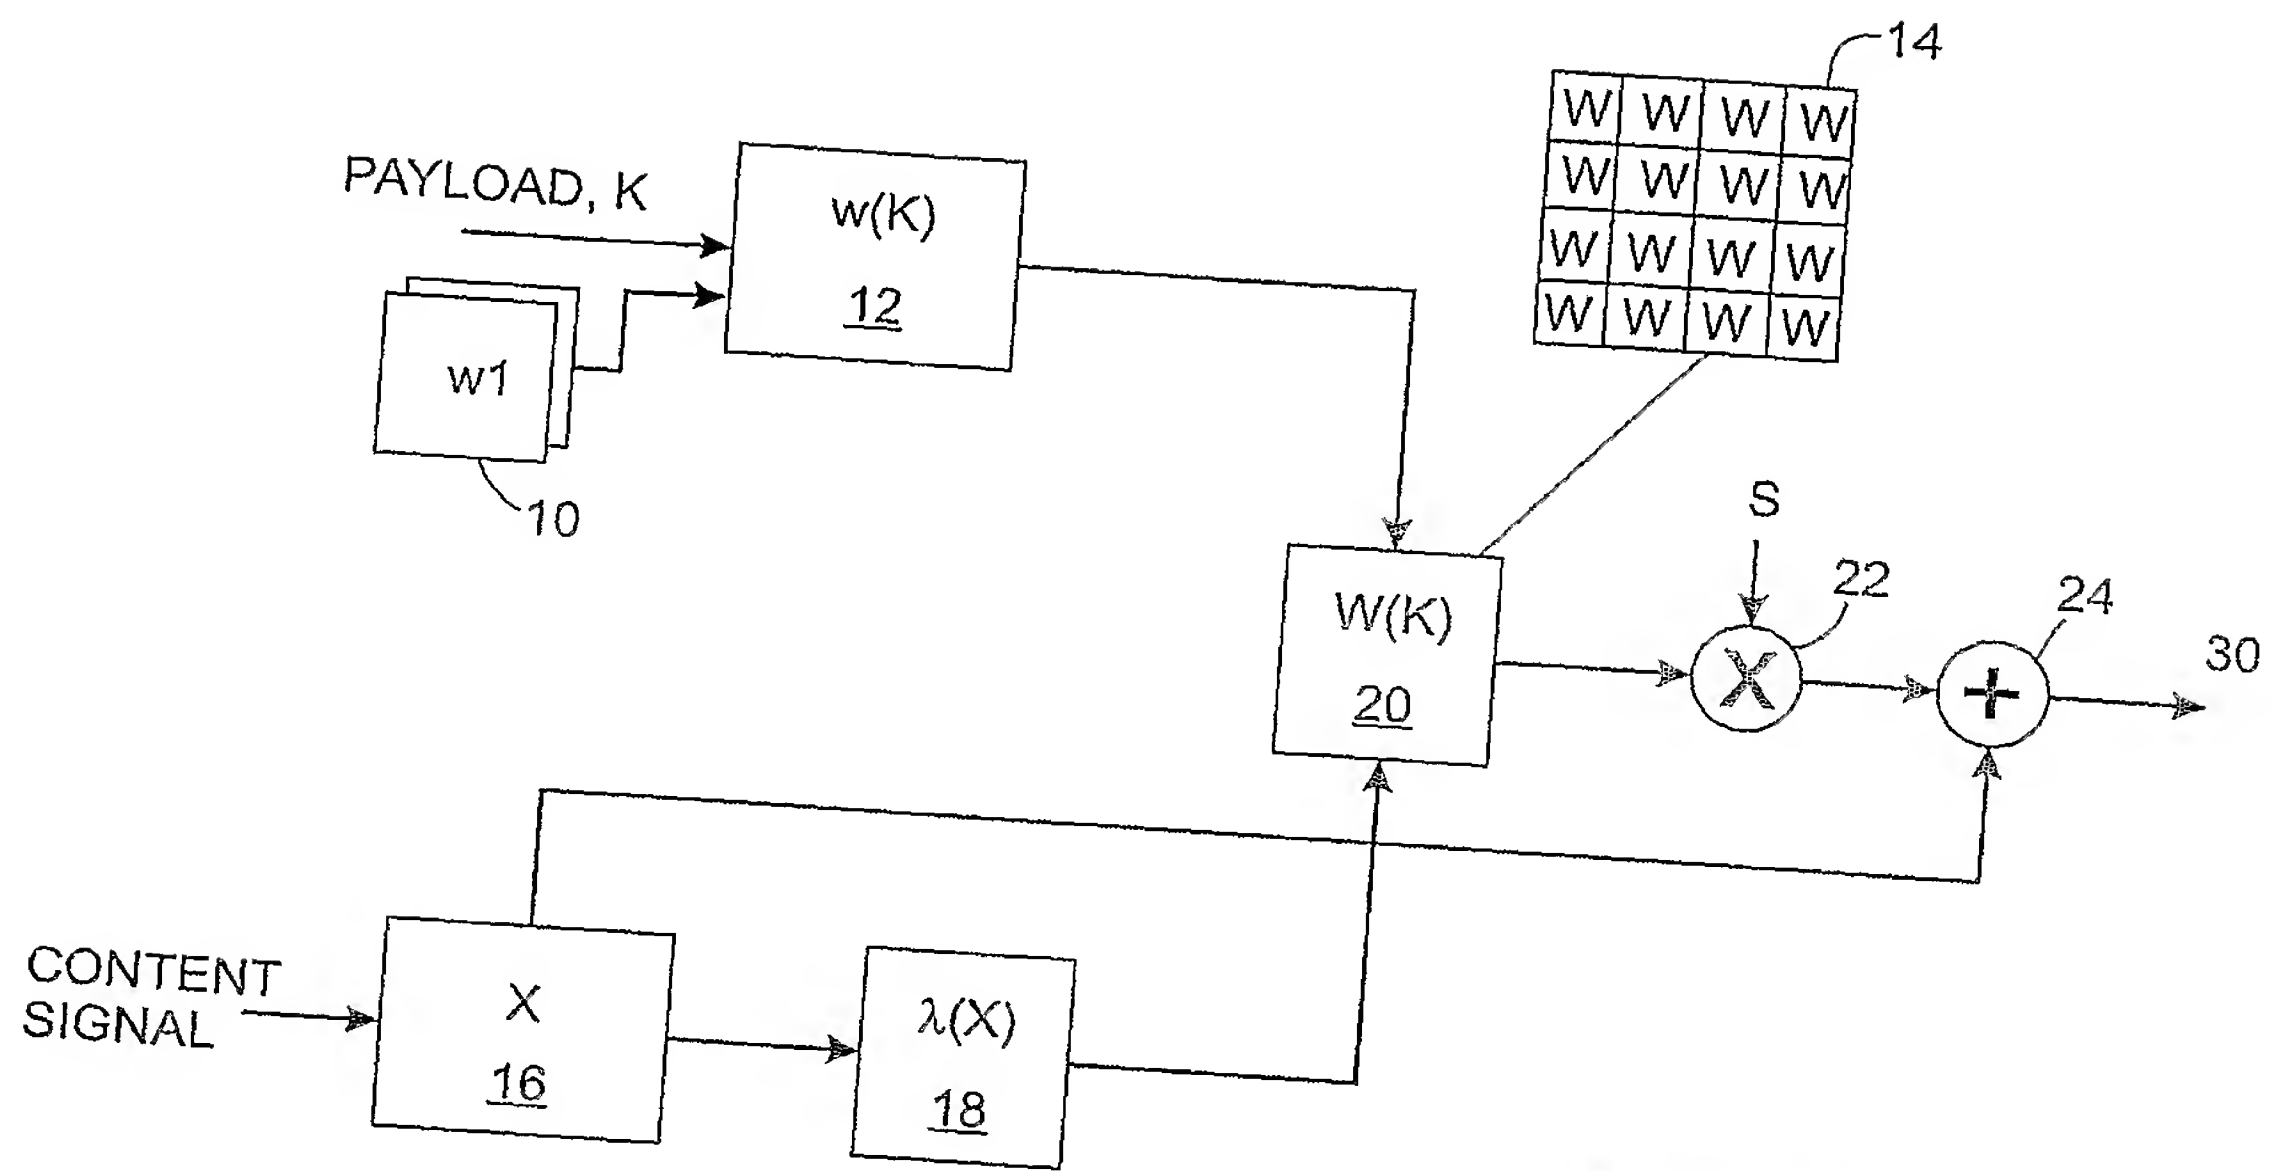 14
W W W W
W W W W
W W W W
W W W W
PAYLOAD, K
w(K)
12
w1
10
S
22
24
30
W(K)
20
X
+
CONTENT
SIGNAL
X
16
λ(X)
18